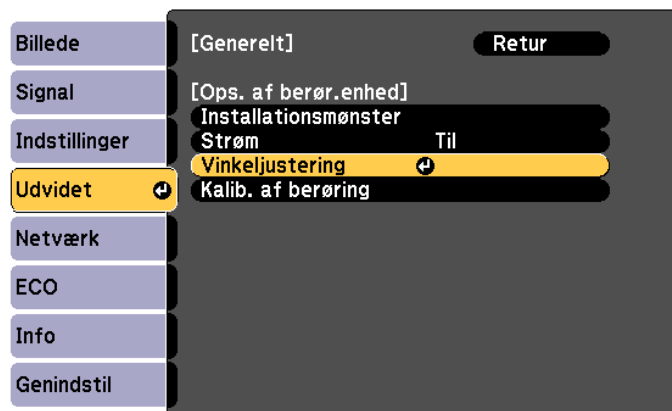 Billede
Signal
Indstillinger
Udvidet
Netværk
ECO
Info
Genindstil
[Generelt] Retur
[Ops. af berør.enhed]
Installationsmønster
Strøm Til
Vinkeljustering
Kalib. af berøring